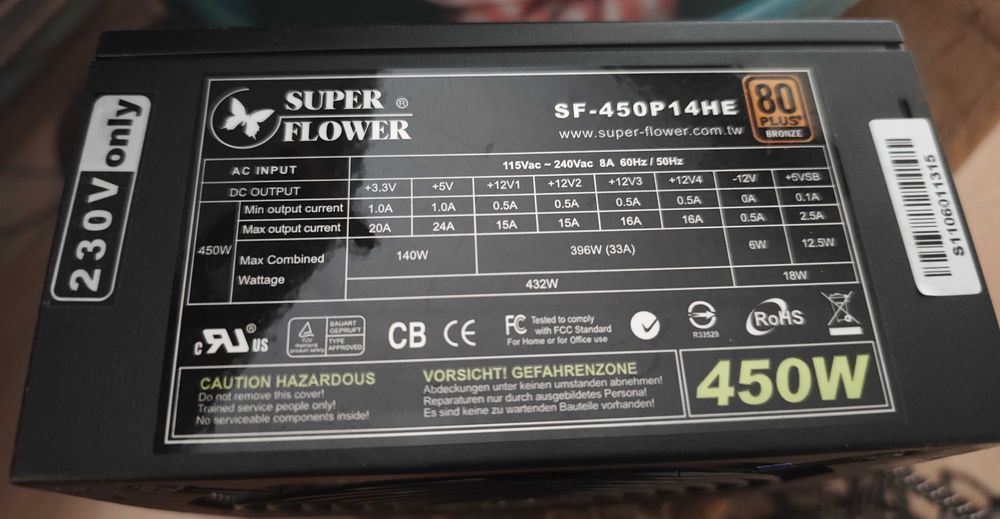 230V only
SUPER ®
FLOWER
SF-450P14HE
www.super-flower.com.tw
80
PLUS
BRONZE
AC INPUT 115Vac ~ 240Vac 8A 60Hz / 50Hz
DC OUTPUT +3.3V +5V +12V1 +12V2 +12V3 +12V4 -12V +5VSB
450W
Min output current 1.0A 1.0A 0.5A 0.5A 0.5A 0.5A 0A 0.1A
Max output current 20A 24A 15A 15A 16A 16A 0.5A 2.5A
Max Combined
Wattage
140W 396W (33A) 6W 12.5W
432W 18W
S1106011315
c RU ® US
TUV
BAUART
GEPRUFT
TYPE
APPROVED
CB CE
FC Tested to comply
with FCC Standard
For Home or for Office use
R33529
RoHS
CAUTION HAZARDOUS
Do not remove this cover!
Trained service people only!
No serviceable components inside!
VORSICHT! GEFAHRENZONE
Abdeckungen unter keinen umstanden abnehmen!
Reparaturen nur durch ausgebildetes Persona!
Es sind keine zu wartenden Bauteile vorhanden!
450W